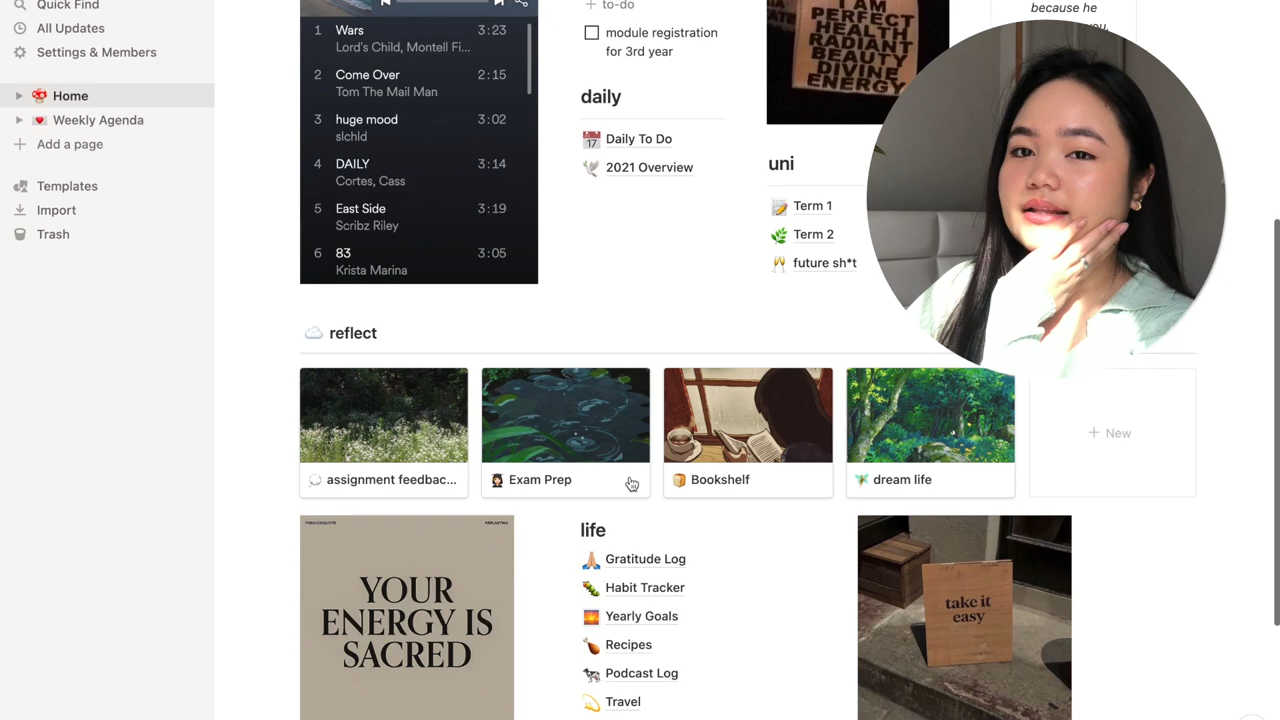 Quick Find
All Updates
Settings & Members
Home
Weekly Agenda
Add a page
Templates
Import
Trash
1 Wars 3:23
Lord's Child, Montell Fi...
2 Come Over 2:15
Tom The Mail Man
3 huge mood 3:02
slchld
4 DAILY 3:14
Cortes, Cass
5 East Side 3:19
Scribz Riley
6 83 3:05
Krista Marina
to-do
module registration
for 3rd year
daily
17
Daily To Do
2021 Overview
I AM
PERFECT
HEALTH
RADIANT
BEAUTY
DIVINE
ENERGY
because he
you,
uni
Term 1
Term 2
future sh*t
reflect
assignment feedbac...
Exam Prep
Bookshelf
dream life
+ New
THEGOODQUOTE
REPLANTING
YOUR
ENERGY IS
SACRED
life
Gratitude Log
Habit Tracker
Yearly Goals
Recipes
Podcast Log
Travel
take it
easy